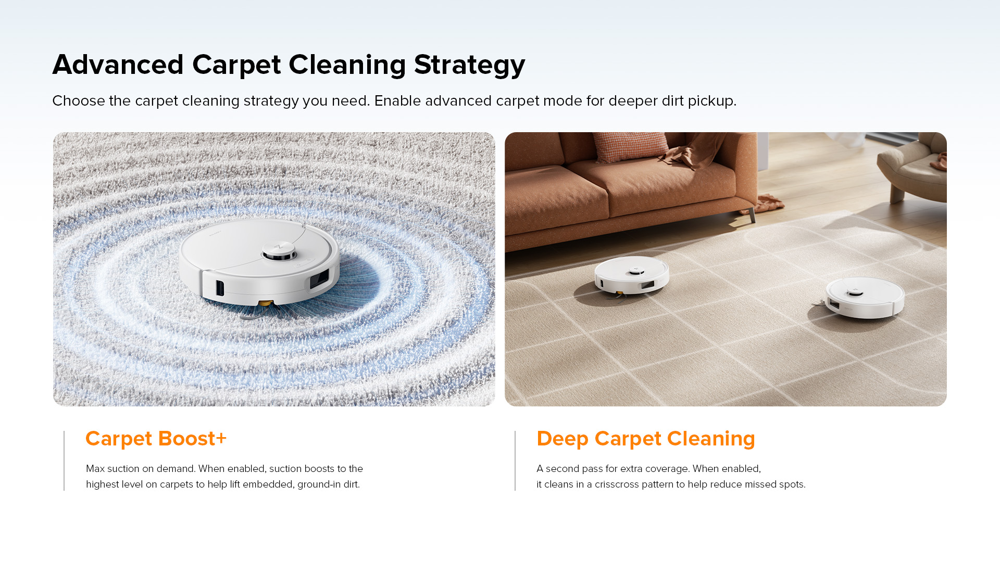 Advanced Carpet Cleaning Strategy
Choose the carpet cleaning strategy you need. Enable advanced carpet mode for deeper dirt pickup.
Carpet Boost+
Max suction on demand. When enabled, suction boosts to the
highest level on carpets to help lift embedded, ground-in dirt.
Deep Carpet Cleaning
A second pass for extra coverage. When enabled,
it cleans in a crisscross pattern to help reduce missed spots.